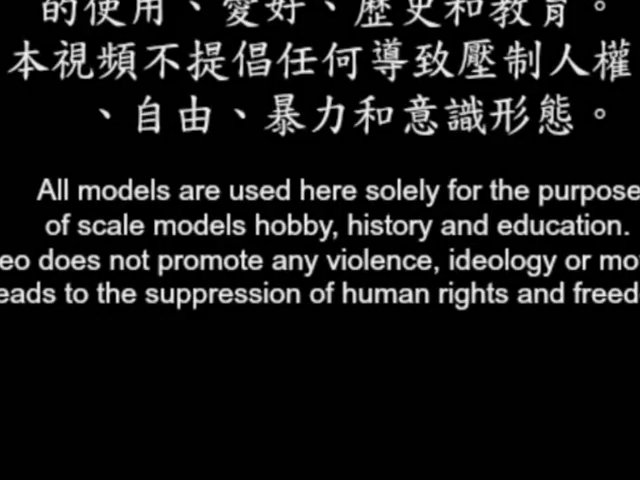 的使用、愛好、歷史和教育。
本視頻不提倡任何導致壓制人權
、自由、暴力和意識形態。
All models are used here solely for the purpose
of scale models hobby, history and education.
eo does not promote any violence, ideology or mo
eads to the suppression of human rights and freed